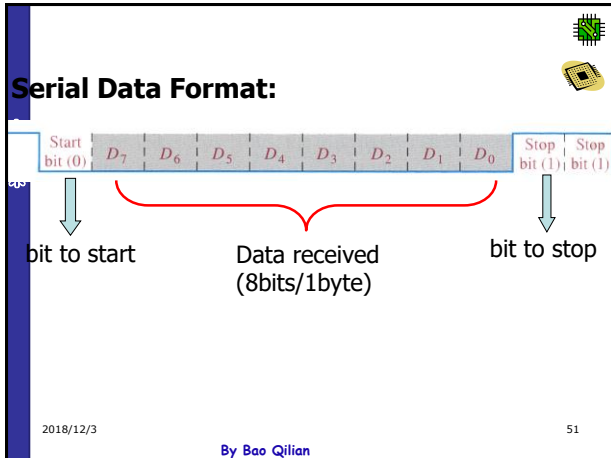 Serial Data Format:
Start bit (0) D7 D6 D5 D4 D3 D2 D1 D0 Stop bit (1) Stop bit (1)
bit to start
Data received
(8bits/1byte)
bit to stop
2018/12/3
By Bao Qilian
51